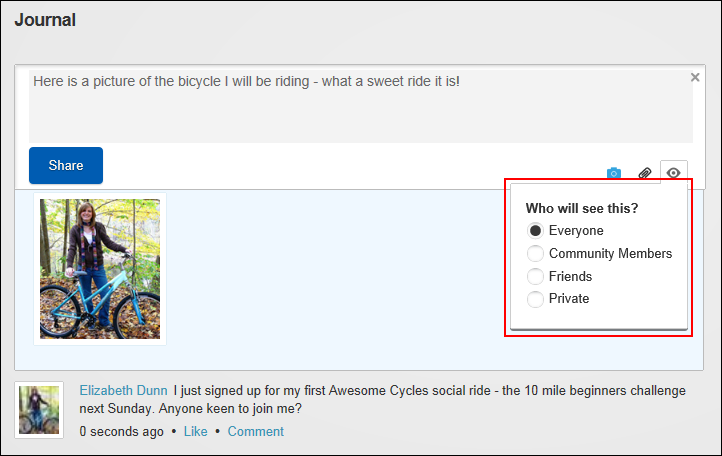 Journal
Here is a picture of the bicycle I will be riding - what a sweet ride it is!
Share
Who will see this?
Everyone
Community Members
Friends
Private
Elizabeth Dunn I just signed up for my first Awesome Cycles social ride - the 10 mile beginners challenge
next Sunday. Anyone keen to join me?
0 seconds ago • Like • Comment